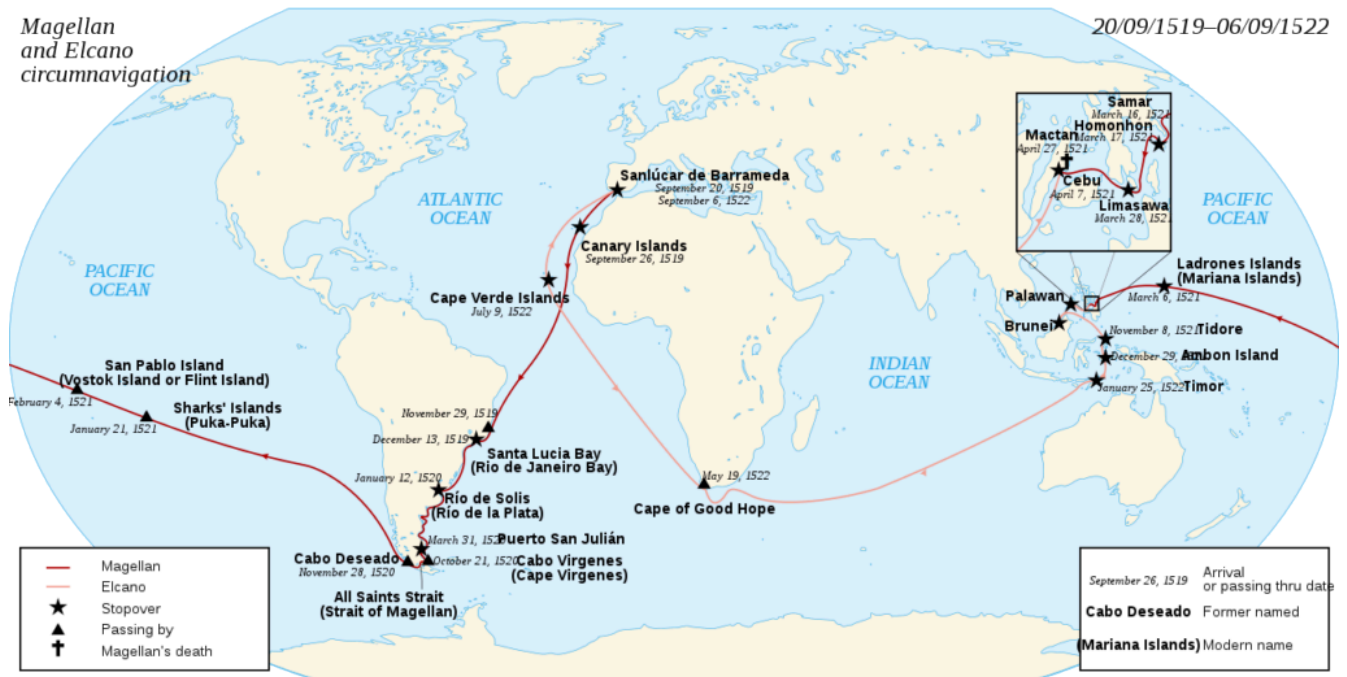 Magellan
and Elcano
circumnavigation
20/09/1519–06/09/1522
Samar
March 16, 1521
Homonhon
March 17, 1521
Mactan
April 27, 1521
Cebu
April 7, 1521
Limasawa
March 28, 1521
Sanlúcar de Barrameda
September 20, 1519
September 6, 1522
ATLANTIC
OCEAN
PACIFIC
OCEAN
Canary Islands
September 26, 1519
PACIFIC
OCEAN
Cape Verde Islands
July 9, 1522
Ladrones Islands
(Mariana Islands)
March 6, 1521
Palawan
Brunei
November 8, 1521 Tidore
December 29, Ambon Island
January 25, 1522 Timor
INDIAN
OCEAN
San Pablo Island
(Vostok Island or Flint Island)
February 4, 1521
Sharks' Islands
(Puka-Puka)
January 21, 1521
November 29, 1519
December 13, 1519
Santa Lucia Bay
(Rio de Janeiro Bay)
January 12, 1520
Río de Solis
(Río de la Plata)
May 19, 1522
Cape of Good Hope
March 31, 1520 Puerto San Julián
Cabo Deseado
November 28, 1520
October 21, 1520 Cabo Virgenes
(Cape Virgenes)
All Saints Strait
(Strait of Magellan)
Magellan
Elcano
Stopover
Passing by
Magellan's death
September 26, 1519 Arrival
or passing thru date
Cabo Deseado Former named
(Mariana Islands) Modern name